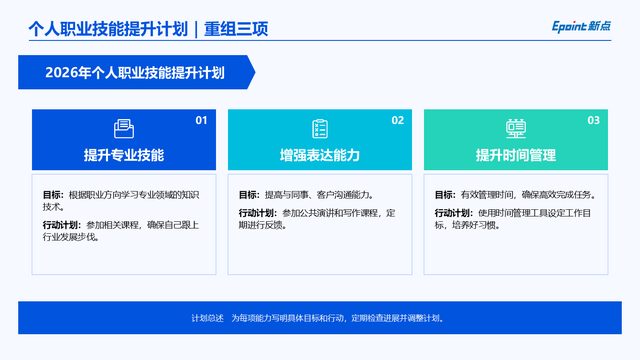 个人职业技能提升计划｜重组三项
Epoint新点
2026年个人职业技能提升计划
01
提升专业技能
目标：根据职业方向学习专业领域的知识
技术。
行动计划：参加相关课程，确保自己跟上
行业发展步伐。
02
增强表达能力
目标：提高与同事、客户沟通能力。
行动计划：参加公共演讲和写作课程，定
期进行反馈。
03
提升时间管理
目标：有效管理时间，确保高效完成任务。
行动计划：使用时间管理工具设定工作目
标，培养好习惯。
计划总述　为每项能力写明具体目标和行动，定期检查进展并调整计划。